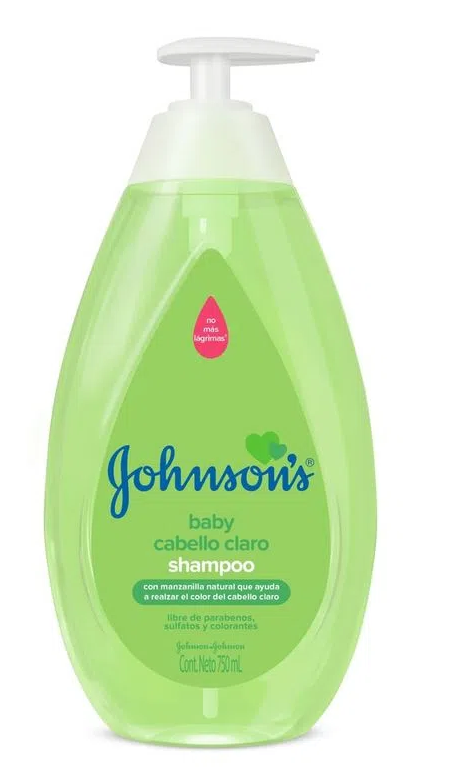 no
más
lágrimas*
Johnson's®
baby
cabello claro
shampoo
con manzanilla natural que ayuda
a realzar el color del cabello claro
libre de parabenos,
sulfatos y colorantes
Johnson & Johnson
Cont. Neto 750 mL